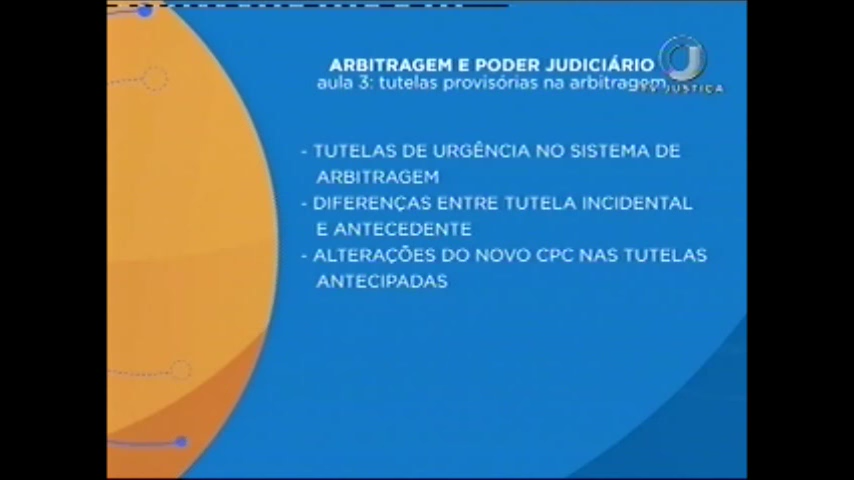 ARBITRAGEM E PODER JUDICIÁRIO
aula 3: tutelas provisórias na arbitragem
JUSTIÇA
- TUTELAS DE URGÊNCIA NO SISTEMA DE
ARBITRAGEM
- DIFERENÇAS ENTRE TUTELA INCIDENTAL
E ANTECEDENTE
- ALTERAÇÕES DO NOVO CPC NAS TUTELAS
ANTECIPADAS